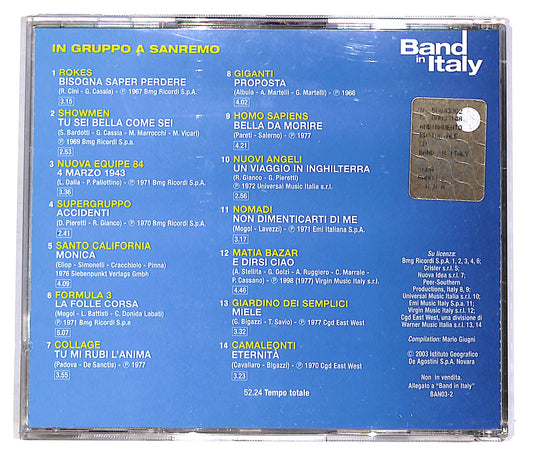 IN GRUPPO A SANREMO
Band
in
Italy
1 ROKES
BISOGNA SAPER PERDERE
(R. Cini - G. Cassia) - ℗ 1967 Bmg Ricordi S.p.A.
3.15
2 SHOWMEN
TU SEI BELLA COME SEI
(S. Bardotti - G. Cassia - M. Marrocchi - M. Vicari)
℗ 1969 Bmg Ricordi S.p.A.
2.53
3 NUOVA EQUIPE 84
4 MARZO 1943
(L. Dalla - P. Pallottino) - ℗ 1971 Bmg Ricordi S.p.A.
3.36
4 SUPERGRUPPO
ACCIDENTI
(D. Pieretti - R. Gianco) - ℗ 1970 Bmg Ricordi S.p.A.
2.41
5 SANTO CALIFORNIA
MONICA
(Eliop - Simonelli - Cracchiolo - Pinna)
1976 Siebenpunkt Verlags Gmbh
4.09
6 FORMULA 3
LA FOLLE CORSA
(Mogol - L. Battisti - C. Donida Labati)
℗ 1971 Bmg Ricordi S.p.A.
5.07
7 COLLAGE
TU MI RUBI L'ANIMA
(Padova - De Sanctis) - ℗ 1977
3.55
8 GIGANTI
PROPOSTA
(Albula - A. Martelli - G. Martelli) - ℗ 1966
4.02
9 HOMO SAPIENS
BELLA DA MORIRE
(Pareti - Salerno) - ℗ 1977
4.21
10 NUOVI ANGELI
UN VIAGGIO IN INGHILTERRA
(R. Gianco - G. Pieretti)
℗ 1972 Universal Music Italia s.r.l.
2.56
11 NOMADI
NON DIMENTICARTI DI ME
(Mogol - Lavezzi) - ℗ 1971 Emi Italiana S.p.A.
3.17
12 MATIA BAZAR
E DIRSI CIAO
(A. Stellita - G. Golzi - A. Ruggiero - C. Marrale -
P. Cassano) - ℗ 1998 (1977) Virgin Music Italy S.r.l.
4.46
13 GIARDINO DEI SEMPLICI
MIELE
(G. Bigazzi - T. Savio) - ℗ 1977 Cgd East West
3.32
14 CAMALEONTI
ETERNITÀ
(Cavallaro - Bigazzi) - ℗ 1970 Cgd East West
3.23
52.24 Tempo totale
BAND IN ITALY
Su licenza:
Bmg Ricordi S.p.A. 1, 2, 3, 4, 6;
Crisler s.r.l. 5;
Nuova Idea s.r.l. 7;
Peer-Southern
Productions, Italy 8, 9;
Universal Music Italia s.r.l. 10;
Emi Music Italy S.p.a. 11;
Virgin Music Italy s.r.l. 12;
Cgd East West, una divisione di
Warner Music Italia s.r.l. 13, 14
Compilation: Mario Giugni
© 2003 Istituto Geografico
De Agostini S.p.A. Novara
Non in vendita.
Allegato a "Band in Italy"
BAN03-2